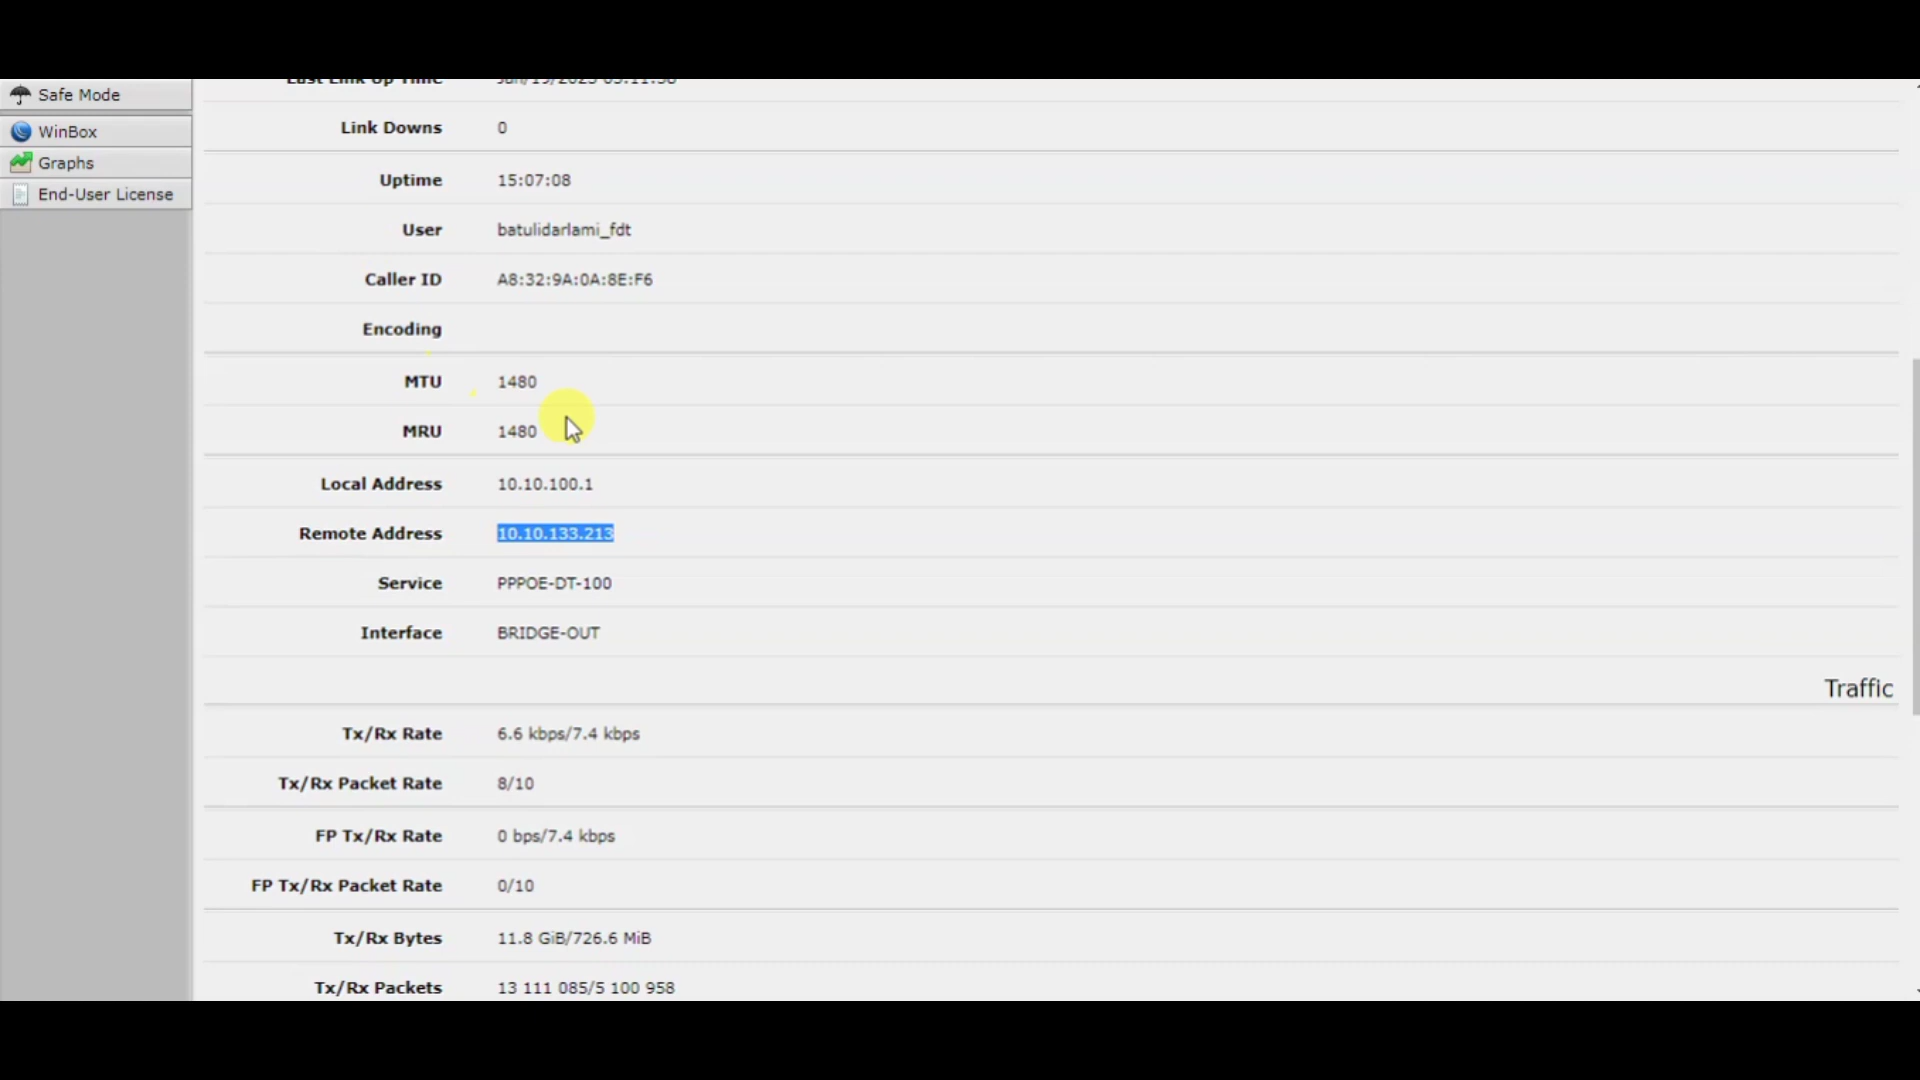 Safe Mode
WinBox
Graphs
End-User License
Last Link Up Time
Link Downs 0
Uptime 15:07:08
User batulidarlami_fdt
Caller ID A8:32:9A:0A:8E:F6
Encoding
MTU 1480
MRU 1480
Local Address 10.10.100.1
Remote Address 10.10.133.213
Service PPPOE-DT-100
Interface BRIDGE-OUT
Traffic
Tx/Rx Rate 6.6 kbps/7.4 kbps
Tx/Rx Packet Rate 8/10
FP Tx/Rx Rate 0 bps/7.4 kbps
FP Tx/Rx Packet Rate 0/10
Tx/Rx Bytes 11.8 GiB/726.6 MiB
Tx/Rx Packets 13 111 085/5 100 958